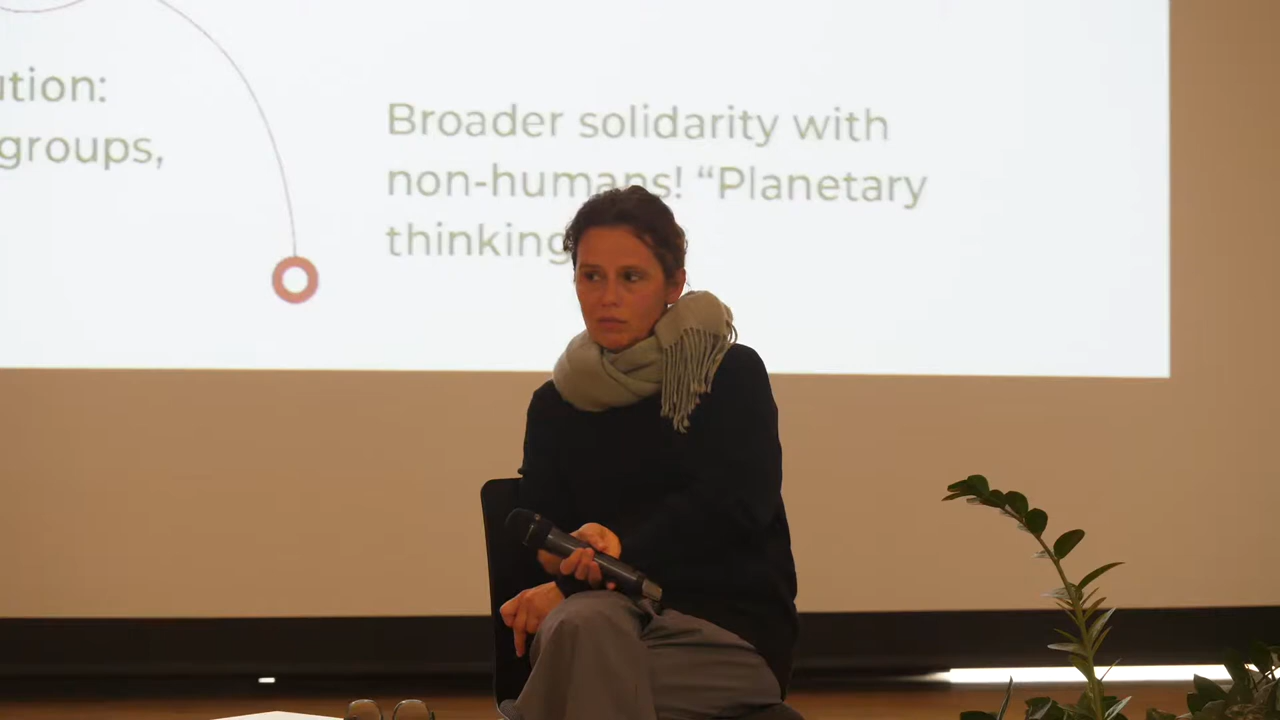 ution:
groups,
Broader solidarity with
non-humans! “Planetary
thinking